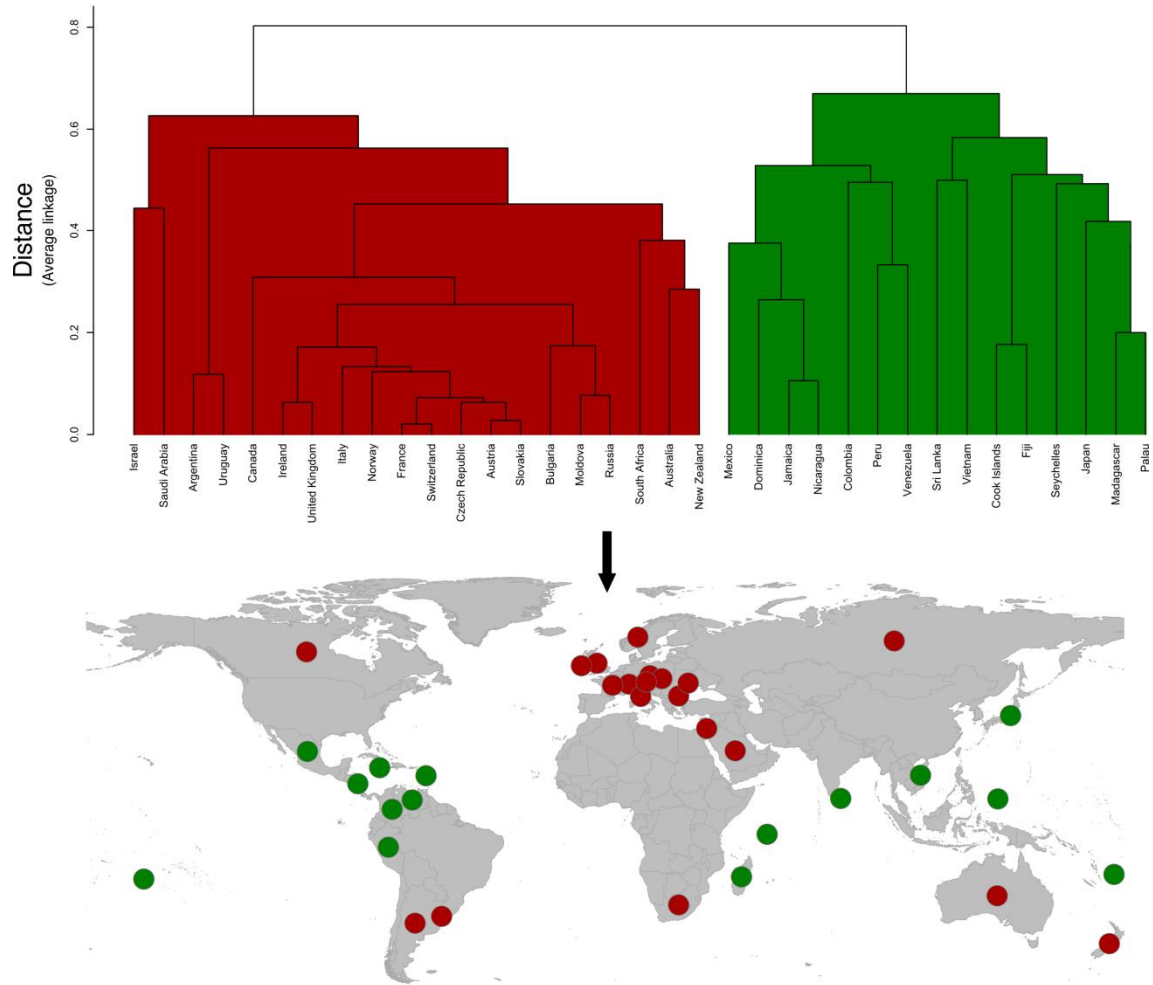 Distance
(Average linkage)
0.8
0.6
0.4
0.2
0.0
Israel
Saudi Arabia
Argentina
Uruguay
Canada
Ireland
United Kingdom
Italy
Norway
France
Switzerland
Czech Republic
Austria
Slovakia
Bulgaria
Moldova
Russia
South Africa
Australia
New Zealand
Mexico
Dominica
Jamaica
Nicaragua
Colombia
Peru
Venezuela
Sri Lanka
Vietnam
Cook Islands
Fiji
Seychelles
Japan
Madagascar
Palau